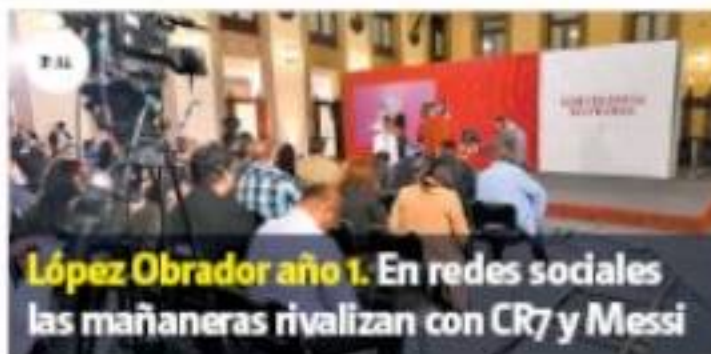 López Obrador año 1. En redes sociales
las mañaneras rivalizan con CR7 y Messi